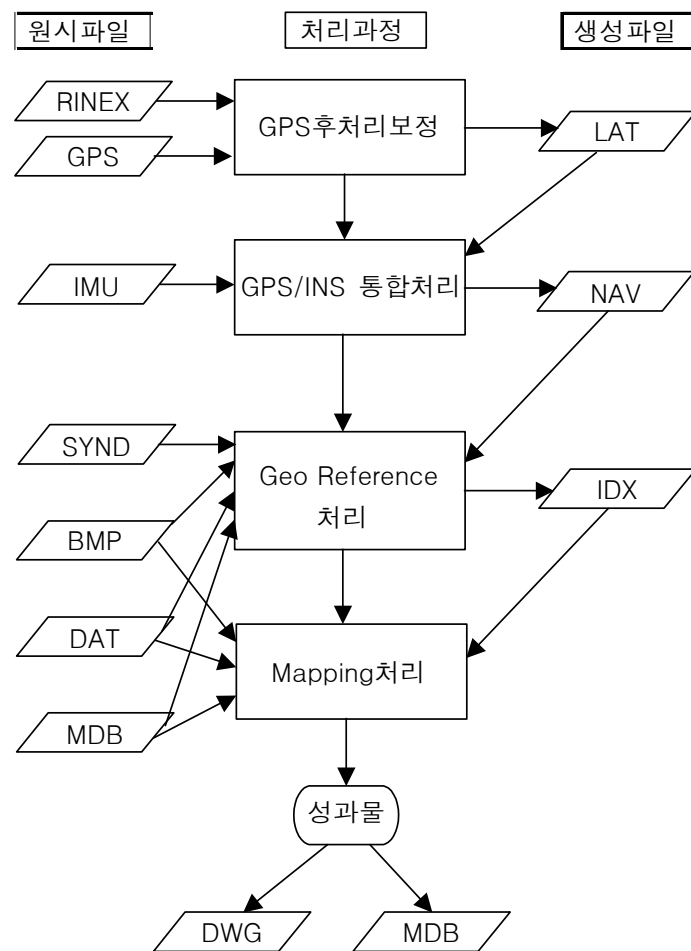 원시파일
처리과정
생성파일
RINEX
GPS후처리보정
LAT
GPS
IMU
GPS/INS 통합처리
NAV
SYND
Geo Reference
처리
IDX
BMP
DAT
Mapping처리
MDB
성과물
DWG
MDB